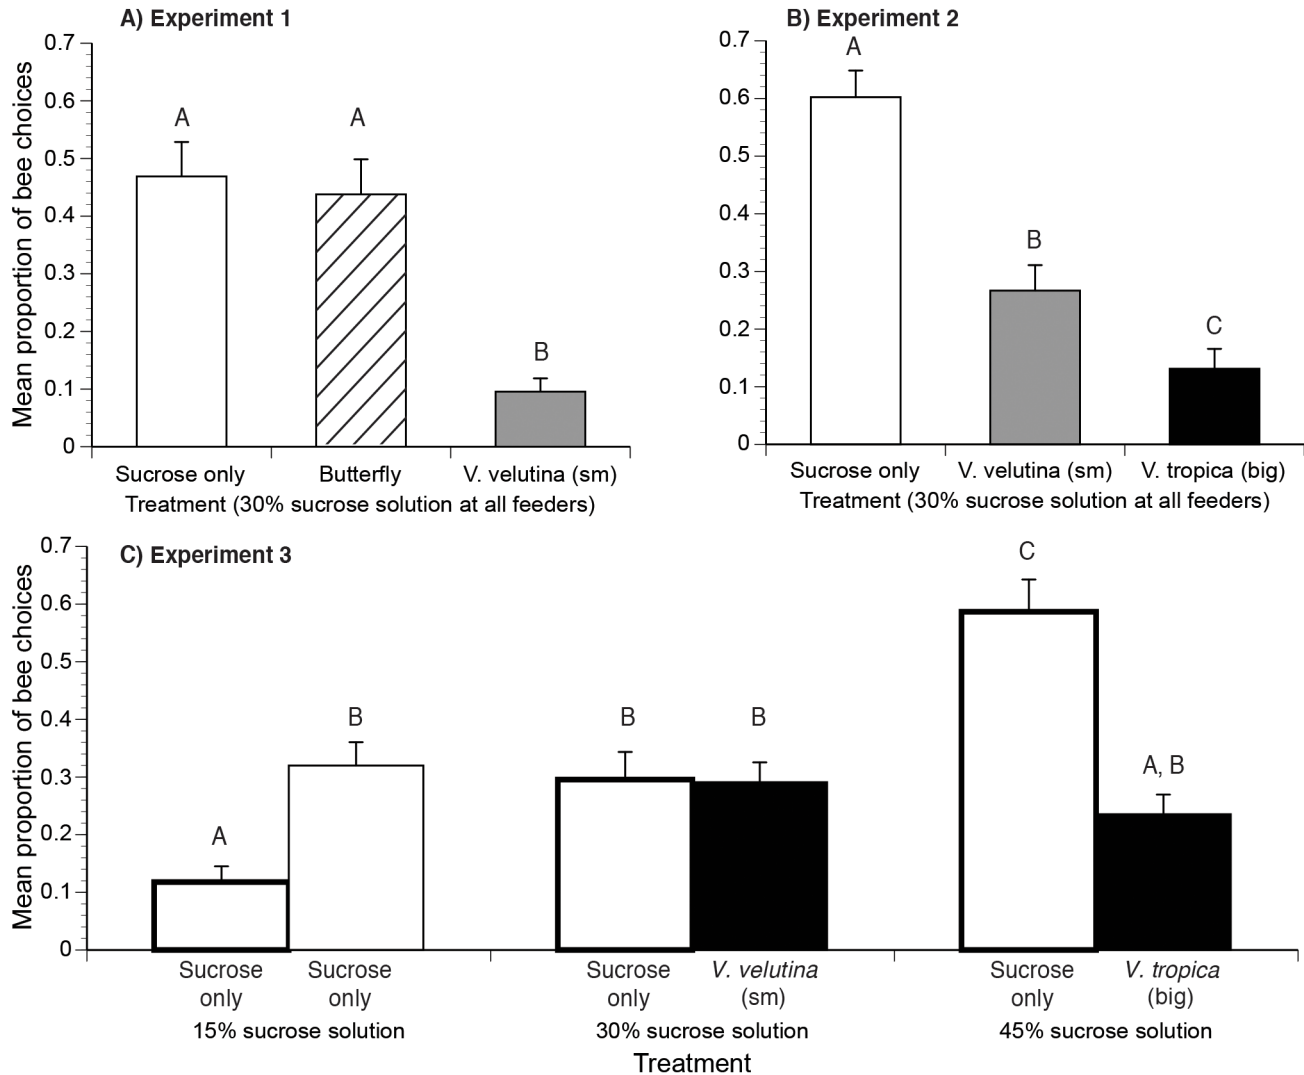 A) Experiment 1
Mean proportion of bee choices
0.7
0.6
0.5
0.4
0.3
0.2
0.1
0
A
A
B
Sucrose only
Butterfly
V. velutina (sm)
Treatment (30% sucrose solution at all feeders)
B) Experiment 2
0.7
0.6
0.5
0.4
0.3
0.2
0.1
0
A
B
C
Sucrose only
V. velutina (sm)
V. tropica (big)
Treatment (30% sucrose solution at all feeders)
C) Experiment 3
Mean proportion of bee choices
0.7
0.6
0.5
0.4
0.3
0.2
0.1
0
A
B
B
B
C
A, B
Sucrose only
Sucrose only
Sucrose only
V. velutina (sm)
Sucrose only
V. tropica (big)
15% sucrose solution
30% sucrose solution
45% sucrose solution
Treatment